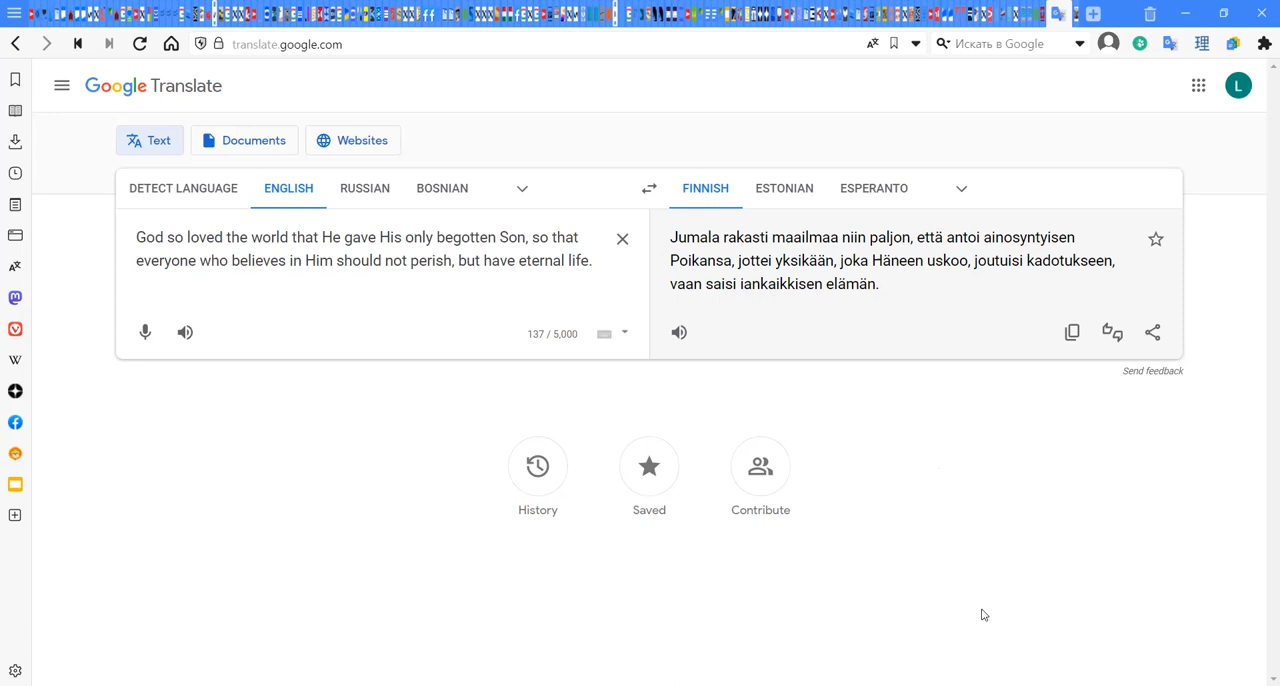 translate.google.com
Искать в Google
Google Translate
L
Text
Documents
Websites
DETECT LANGUAGE
ENGLISH
RUSSIAN
BOSNIAN
FINNISH
ESTONIAN
ESPERANTO
God so loved the world that He gave His only begotten Son, so that
everyone who believes in Him should not perish, but have eternal life.
137 / 5,000
Jumala rakasti maailmaa niin paljon, että antoi ainosyntyisen
Poikansa, jottei yksikään, joka Häneen uskoo, joutuisi kadotukseen,
vaan saisi iankaikkisen elämän.
Send feedback
History
Saved
Contribute